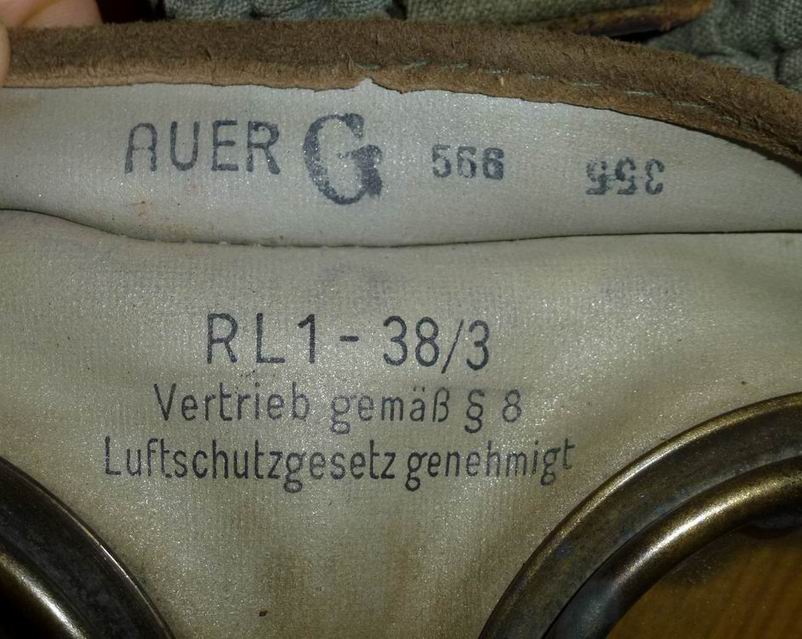 AUER G 566
RL1 - 38/3
Vertrieb gemäß § 8
Luftschutzgesetz genehmigt